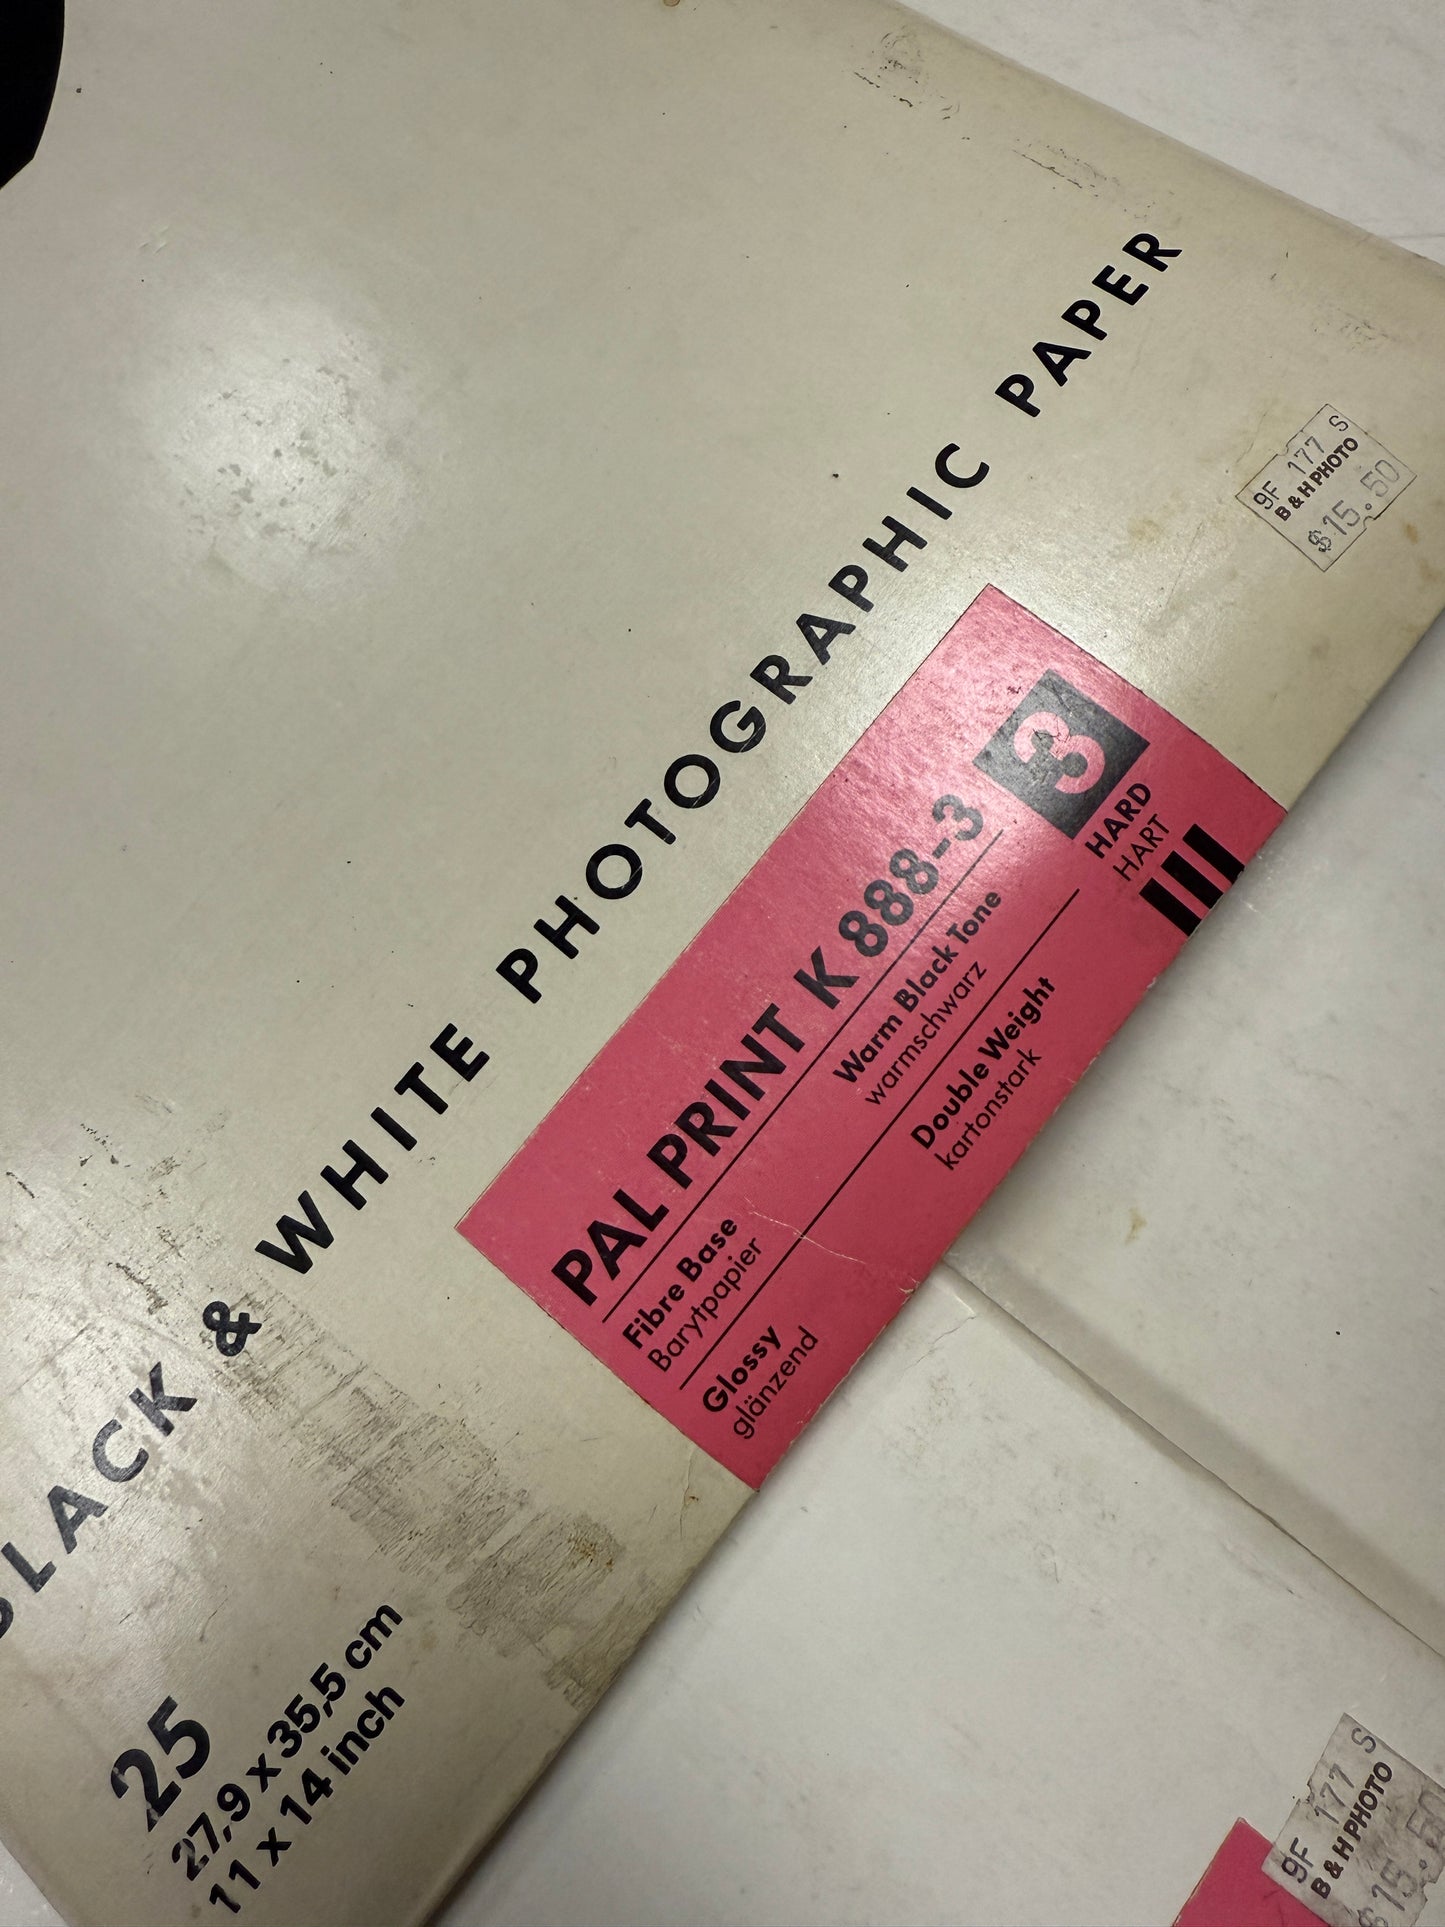 BLACK & WHITE PHOTOGRAPHIC PAPER
9F 177 S
B & H PHOTO
$15.50
PAL PRINT K 888-3
3
HARD
HART
Fibre Base
Barytpapier
Warm Black Tone
warmschwarz
Glossy
glänzend
Double Weight
kartonstark
25
27,9 x 35,5 cm
11 x 14 inch
9F 177 S
B & H PHOTO
$15.50